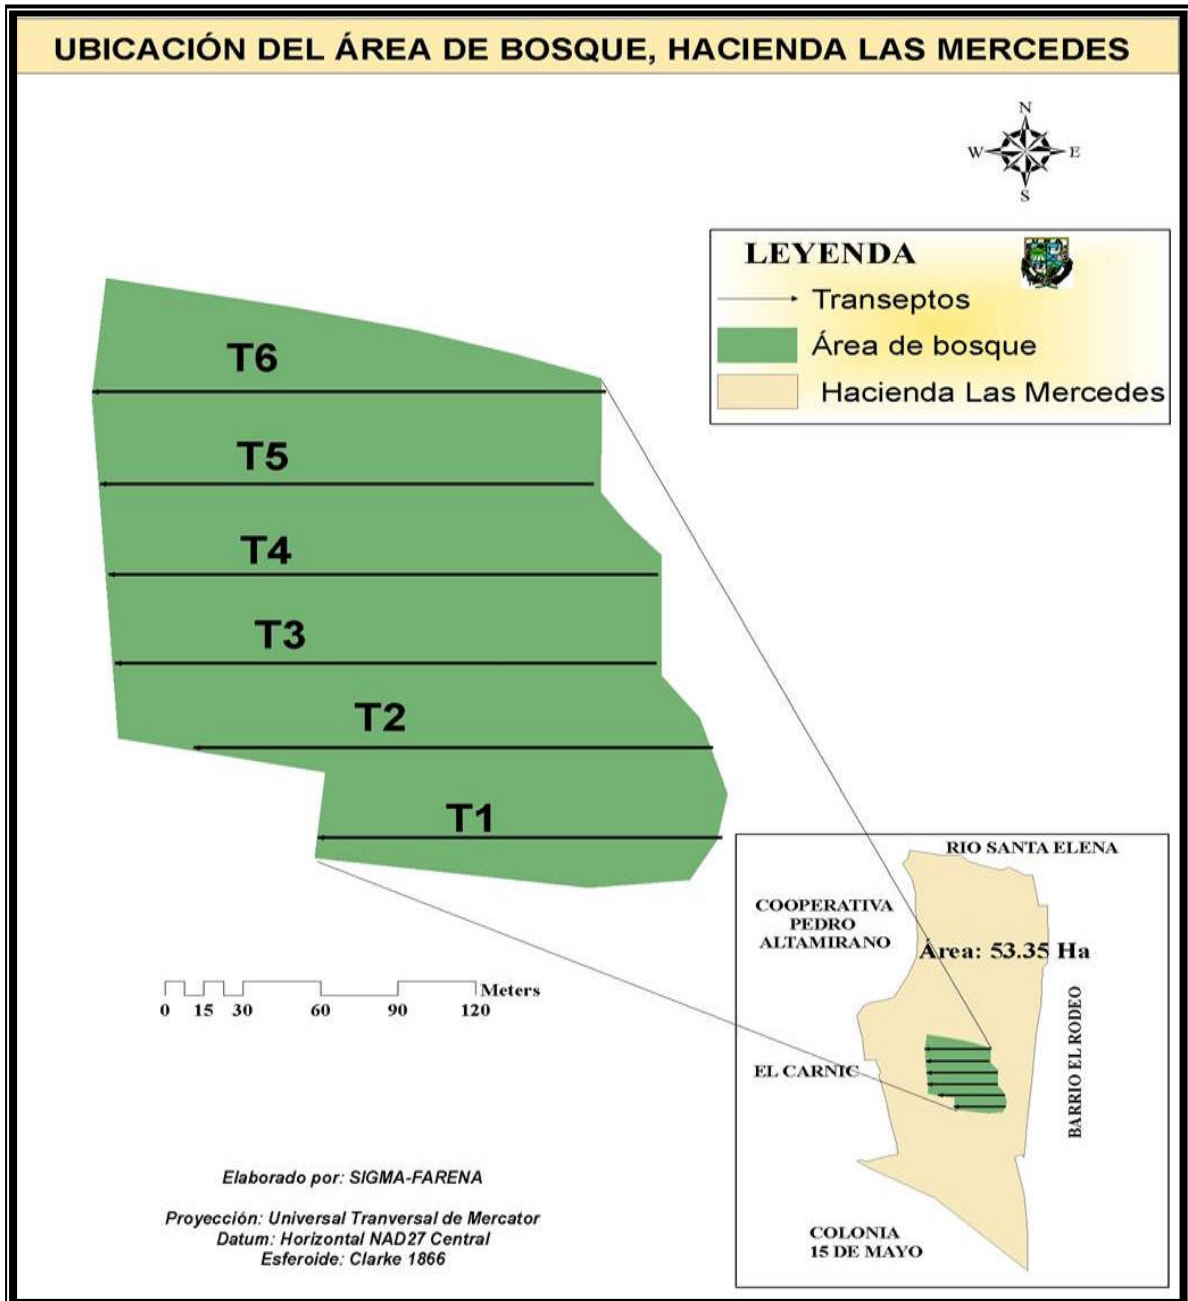 UBICACIÓN DEL ÁREA DE BOSQUE, HACIENDA LAS MERCEDES
N
W
E
S
LEYENDA
Transeptos
Área de bosque
Hacienda Las Mercedes
T6
T5
T4
T3
T2
T1
0 15 30 60 90 120
Meters
RIO SANTA ELENA
COOPERATIVA
PEDRO
ALTAMIRANO
Área: 53.35 Ha
BARRIO EL RODEO
EL CARNIC
COLONIA
15 DE MAYO
Elaborado por: SIGMA-FARENA
Proyección: Universal Tranversal de Mercator
Datum: Horizontal NAD27 Central
Esferoide: Clarke 1866